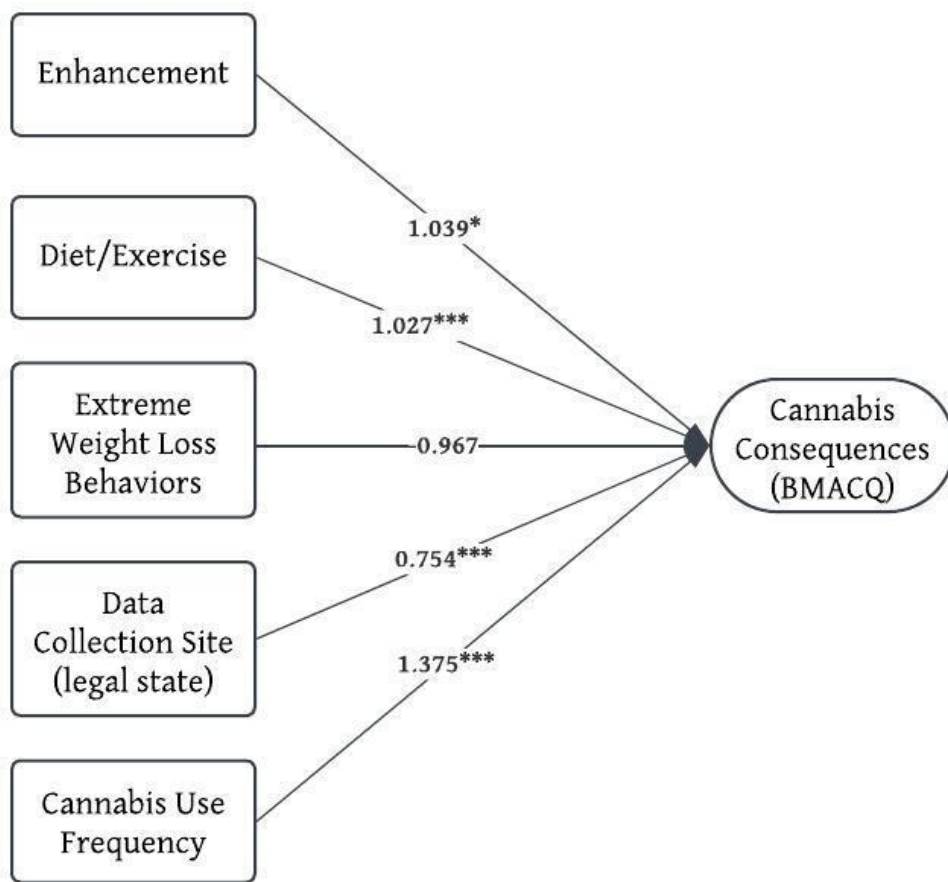 Enhancement
1.039*
Diet/Exercise
1.027***
Extreme
Weight Loss
Behaviors
0.967
Cannabis
Consequences
(BMACQ)
Data
Collection Site
(legal state)
0.754***
1.375***
Cannabis Use
Frequency